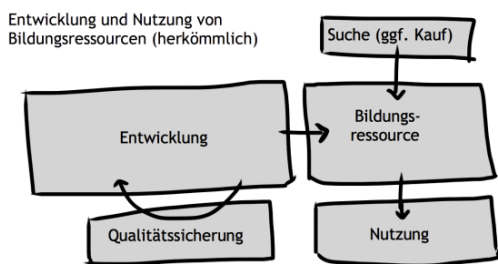 Entwicklung und Nutzung von
Bildungsressourcen (herkömmlich)
Suche (ggf. Kauf)
Entwicklung
Bildungs-
ressource
Qualitätssicherung
Nutzung